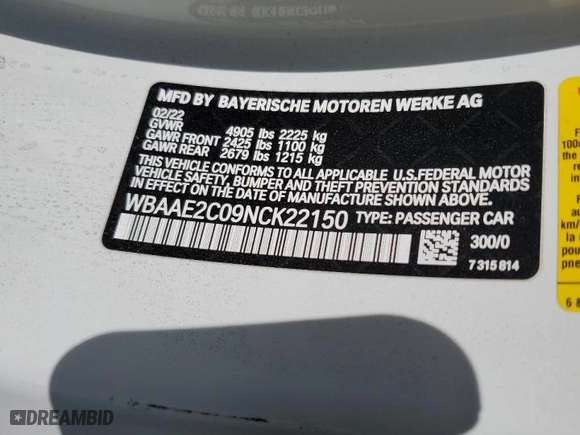 MFD BY BAYERISCHE MOTOREN WERKE AG
02/22
GVWR 4905 lbs 2225 kg
GAWR FRONT 2425 lbs 1100 kg
GAWR REAR 2679 lbs 1215 kg
THIS VEHICLE CONFORMS TO ALL APPLICABLE U.S.FEDERAL MOTOR
VEHICLE SAFETY, BUMPER AND THEFT PREVENTION STANDARDS
IN EFFECT ON THE DATE OF MANUFACTURE SHOWN ABOVE.
WBAAE2C09NCK22150 TYPE: PASSENGER CAR
300/0
7 315 814
DREAMBID